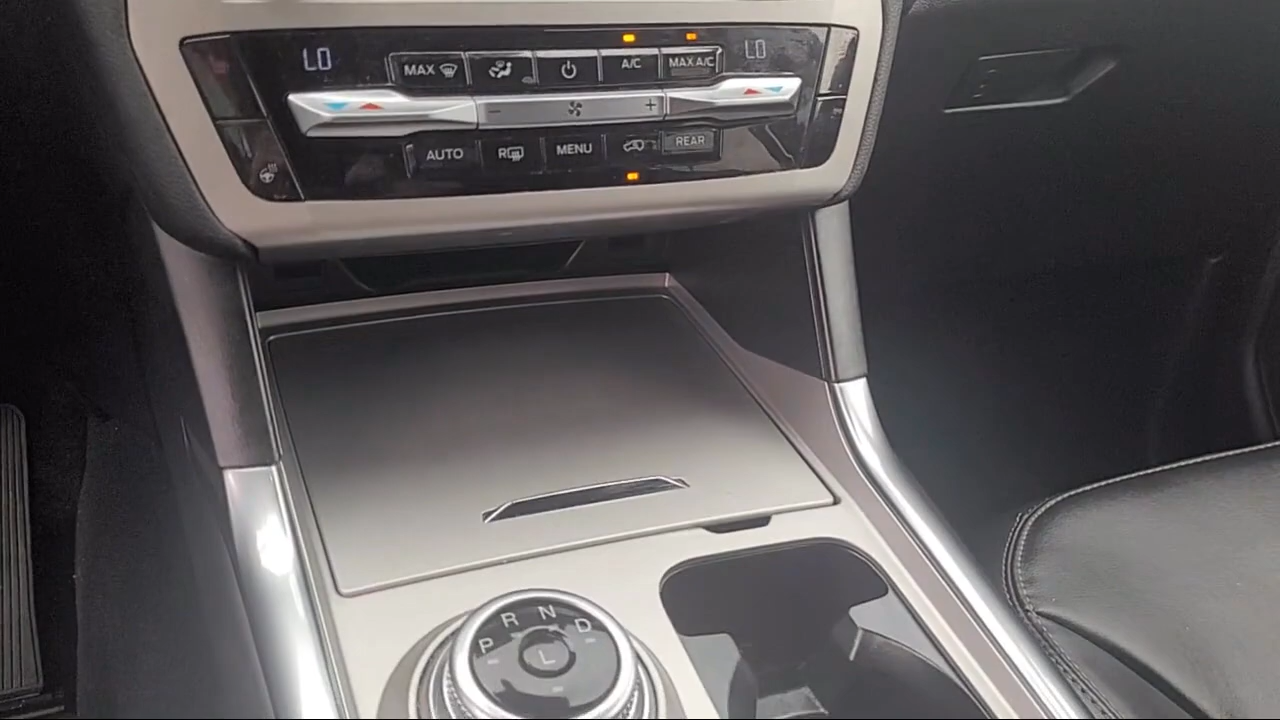 LO
MAX
A/C
MAX A/C
LO
- +
AUTO
R
MENU
REAR
P R N D
L